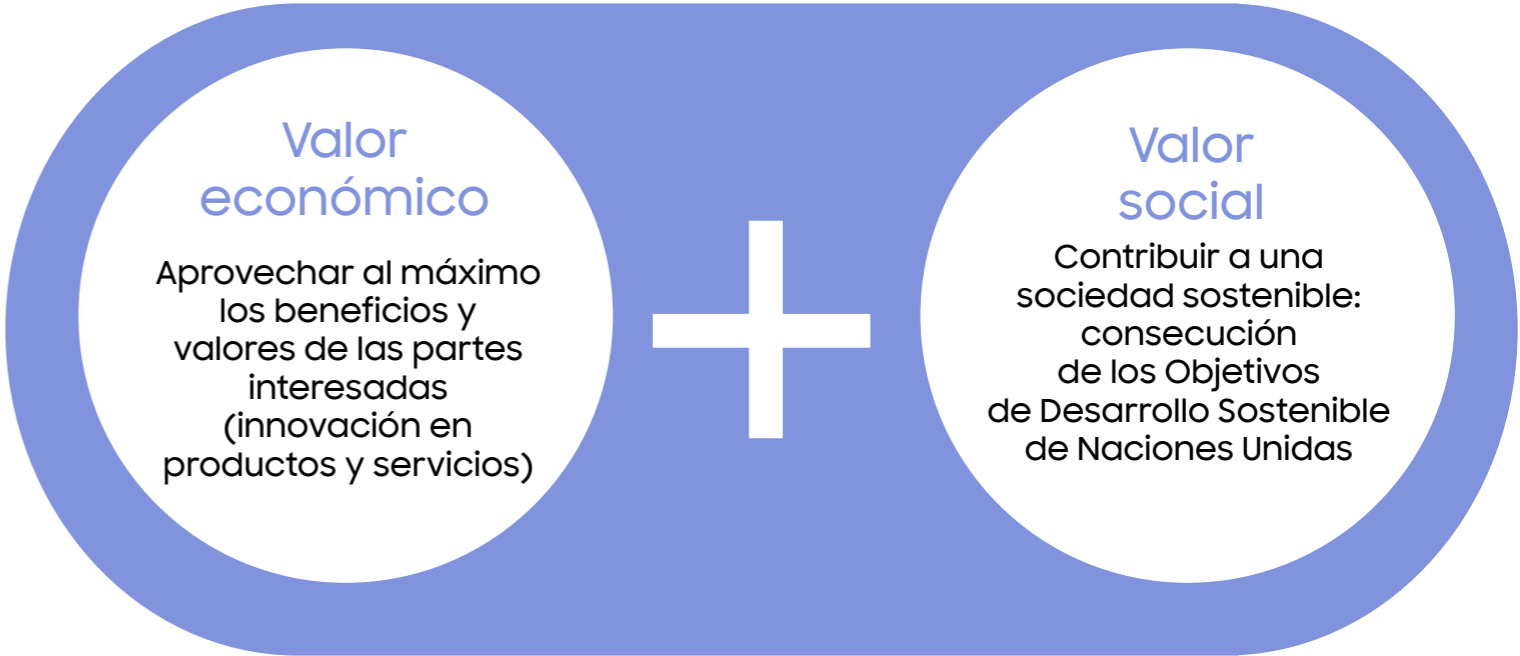 Valor
económico
Aprovechar al máximo
los beneficios y
valores de las partes
interesadas
(innovación en
productos y servicios)
Valor
social
Contribuir a una
sociedad sostenible:
consecución
de los Objetivos
de Desarrollo Sostenible
de Naciones Unidas